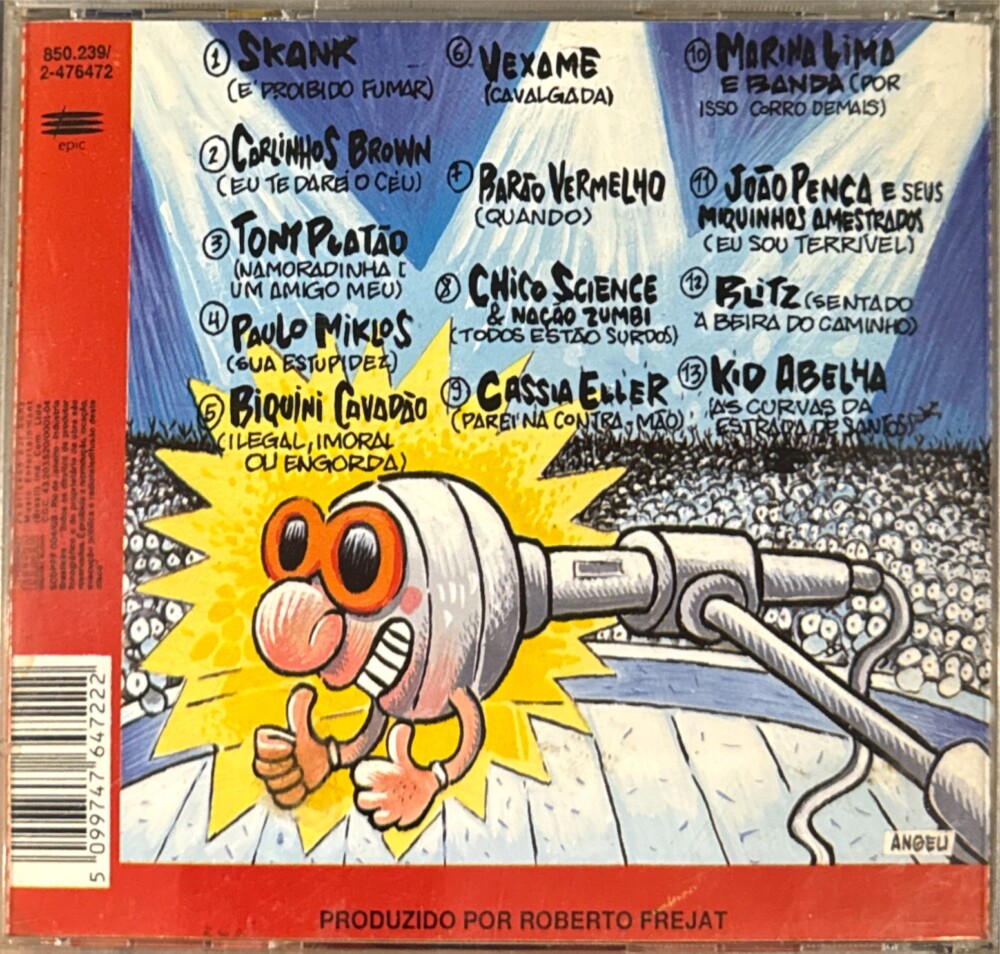 850.239/
2-476472
epic
1 SKANK
(É PROIBIDO FUMAR)
2 CARLINHOS BROWN
(EU TE DAREI O CÉU)
3 TONY PLATÃO
(NAMORADINHA D
UM AMIGO MEU)
4 PAULO MIKLOS
(SUA ESTUPIDEZ)
5 BIQUINI CAVADÃO
(ILEGAL, IMORAL
OU ENGORDA)
6 VEXAME
(CAVALGADA)
7 BARÃO VERMELHO
(QUANDO)
8 CHICO SCIENCE
& NAÇÃO ZUMBI
(TODOS ESTÃO SURDOS)
9 CASSIA ELLER
(PAREI NA CONTRA-MÃO)
10 MARINA LIMA
E BANDA (POR
ISSO CORRO DEMAIS)
11 JOÃO PENCA E SEUS
MIQUINHOS AMESTRADOS
(EU SOU TERRÍVEL)
12 BLITZ (SENTADO
À BEIRA DO CAMINHO)
13 KID ABELHA
(AS CURVAS DA
ESTRADA DE SANTOS)
5 099747 647222
ANGELI
PRODUZIDO POR ROBERTO FREJAT